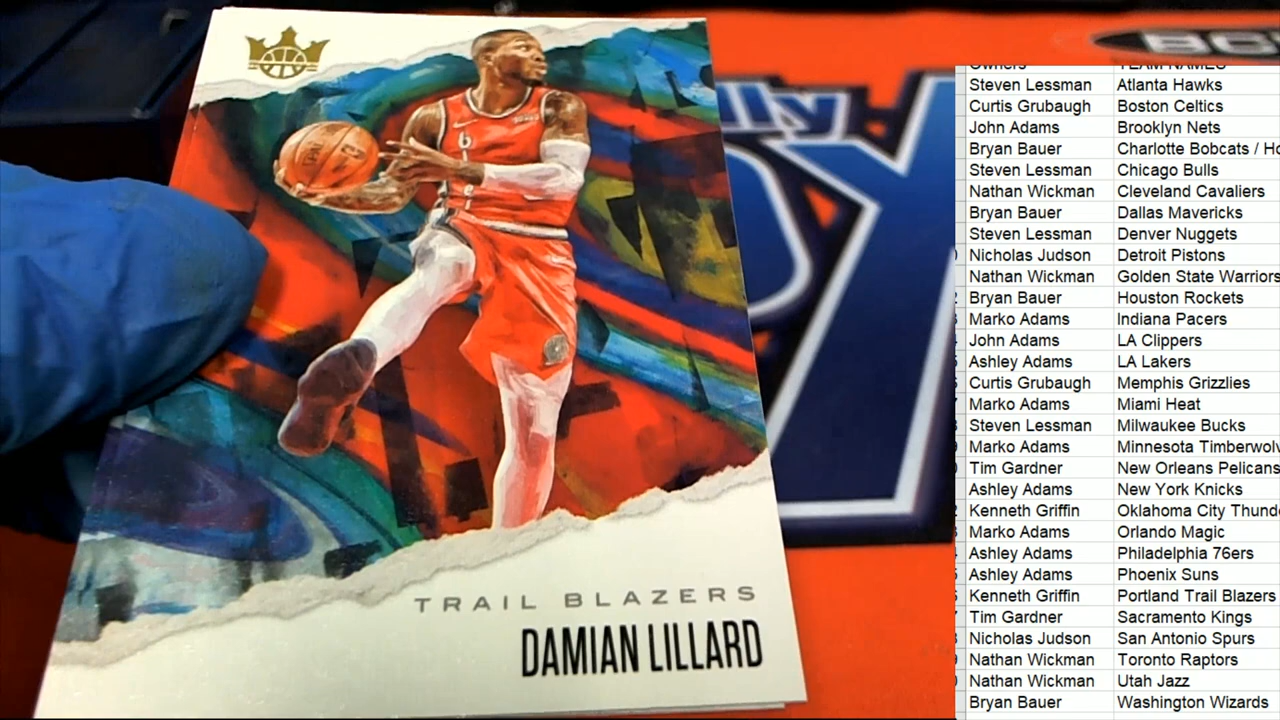 TRAIL BLAZERS
DAMIAN LILLARD
lly
BC
Owners TEAM NAMES
Steven Lessman Atlanta Hawks
Curtis Grubaugh Boston Celtics
John Adams Brooklyn Nets
Bryan Bauer Charlotte Bobcats / Ho
Steven Lessman Chicago Bulls
Nathan Wickman Cleveland Cavaliers
Bryan Bauer Dallas Mavericks
Steven Lessman Denver Nuggets
Nicholas Judson Detroit Pistons
Nathan Wickman Golden State Warriors
Bryan Bauer Houston Rockets
Marko Adams Indiana Pacers
John Adams LA Clippers
Ashley Adams LA Lakers
Curtis Grubaugh Memphis Grizzlies
Marko Adams Miami Heat
Steven Lessman Milwaukee Bucks
Marko Adams Minnesota Timberwolv
Tim Gardner New Orleans Pelicans
Ashley Adams New York Knicks
Kenneth Griffin Oklahoma City Thunde
Marko Adams Orlando Magic
Ashley Adams Philadelphia 76ers
Ashley Adams Phoenix Suns
Kenneth Griffin Portland Trail Blazers
Tim Gardner Sacramento Kings
Nicholas Judson San Antonio Spurs
Nathan Wickman Toronto Raptors
Nathan Wickman Utah Jazz
Bryan Bauer Washington Wizards